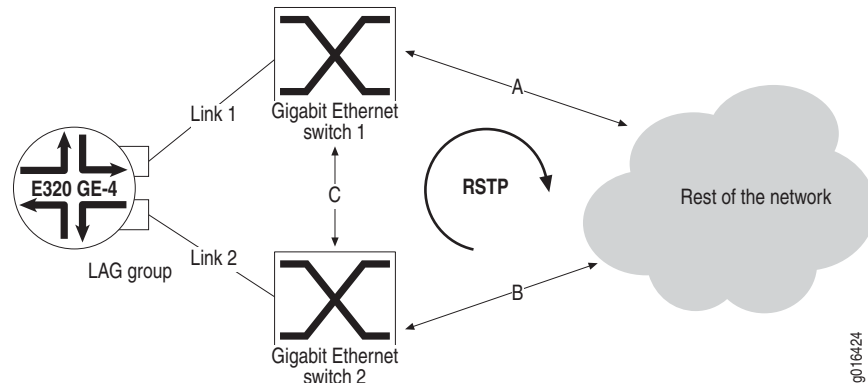 Gigabit Ethernet
switch 1
A
Link 1
E320 GE-4
C
RSTP
Rest of the network
Link 2
LAG group
B
Gigabit Ethernet
switch 2
g016424